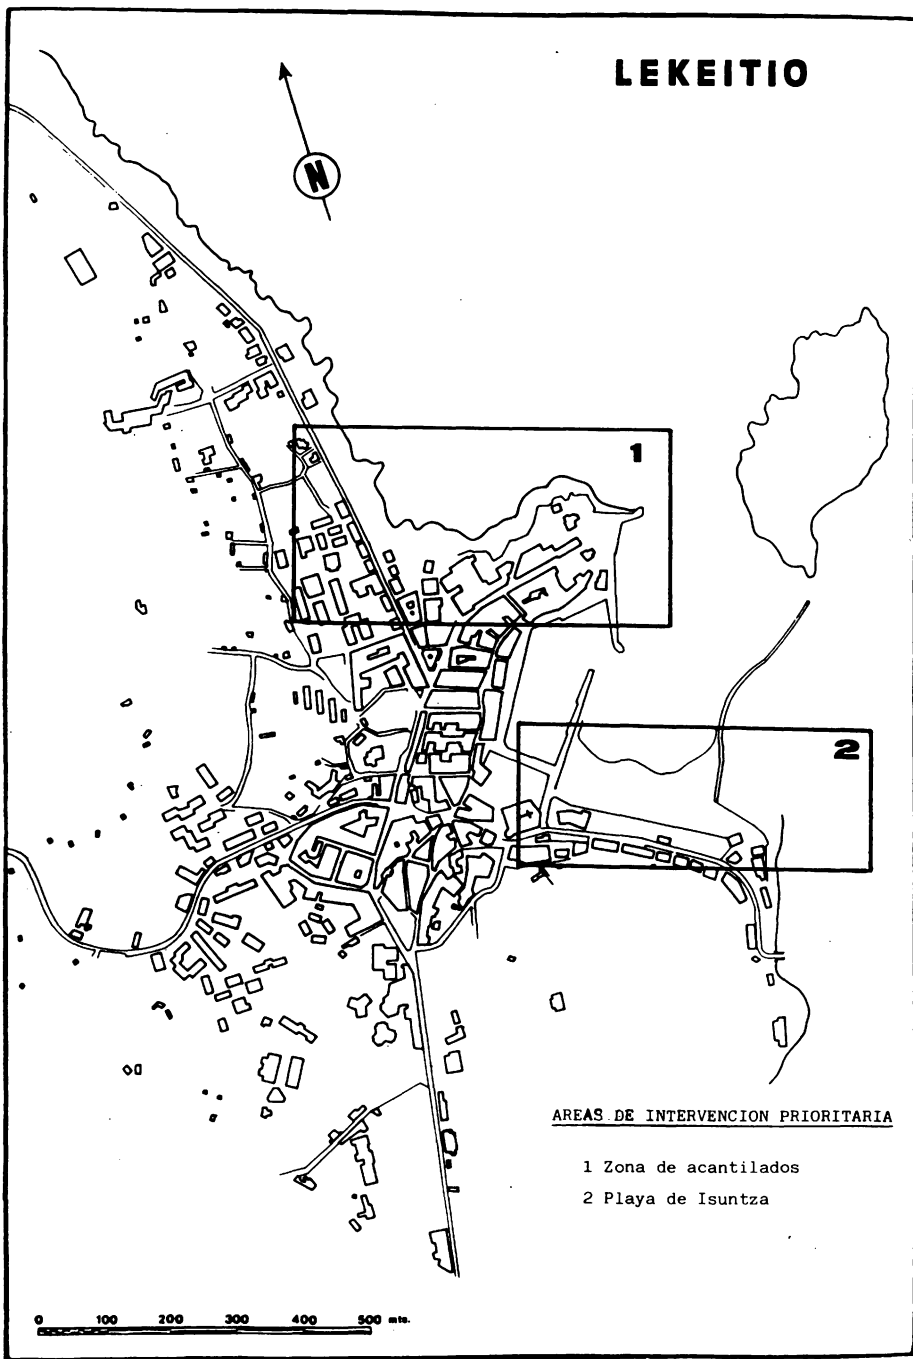 LEKEITIO
N
1
2
AREAS DE INTERVENCION PRIORITARIA
1 Zona de acantilados
2 Playa de Isuntza
0 100 200 300 400 500 mts.